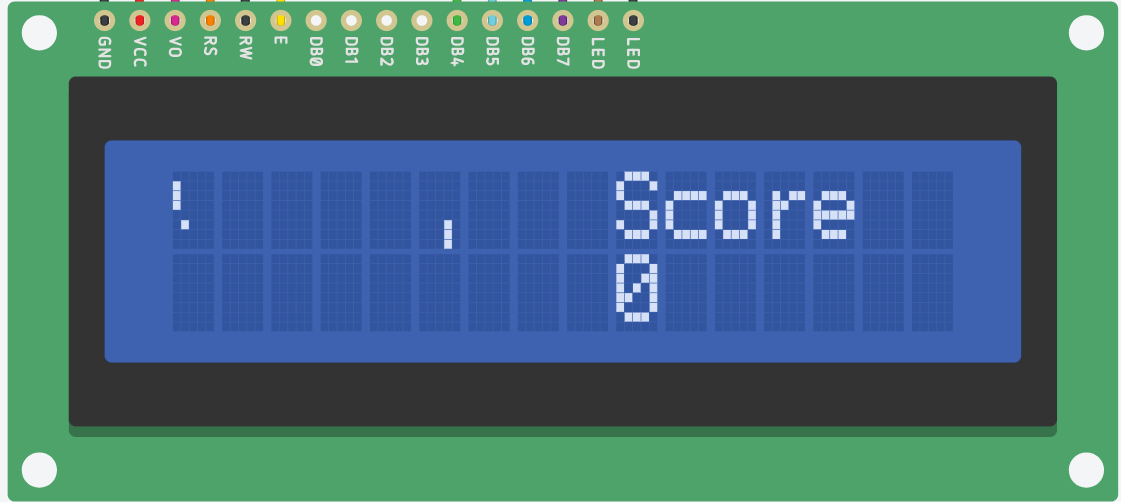 GND VCC VO RS RW E DB0 DB1 DB2 DB3 DB4 DB5 DB6 DB7 LED LED
Score
0